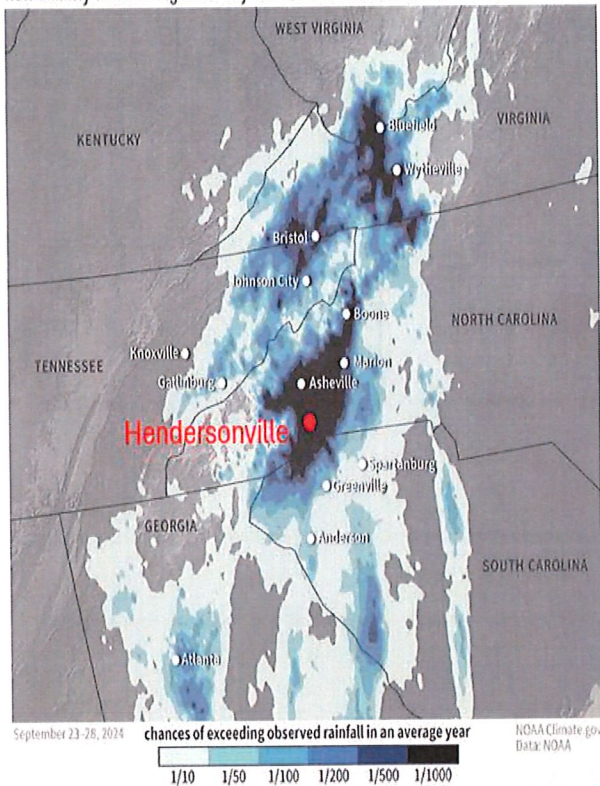 WEST VIRGINIA
KENTUCKY
Bluefield
VIRGINIA
Wytheville
Bristol
Johnson City
Boone
NORTH CAROLINA
Knoxville
Marion
TENNESSEE
Gatlinburg
Asheville
Hendersonville
Spartanburg
Greenville
GEORGIA
Anderson
SOUTH CAROLINA
Atlanta
September 23-28, 2024
chances of exceeding observed rainfall in an average year
NOAA Climate.gov
Data: NOAA
1/10 1/50 1/100 1/200 1/500 1/1000